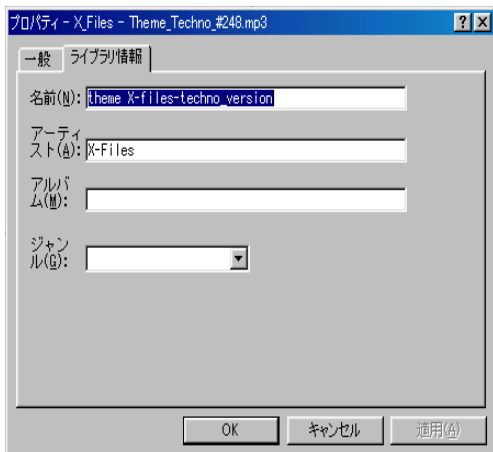 プロパティ - X_Files - Theme_Techno_#248.mp3
一般 ライブラリ情報
名前(N): theme X-files-techno_version
アーティ
スト(A): X-Files
アルバ
ム(M):
ジャン
ル(G):
OK キャンセル 適用(A)